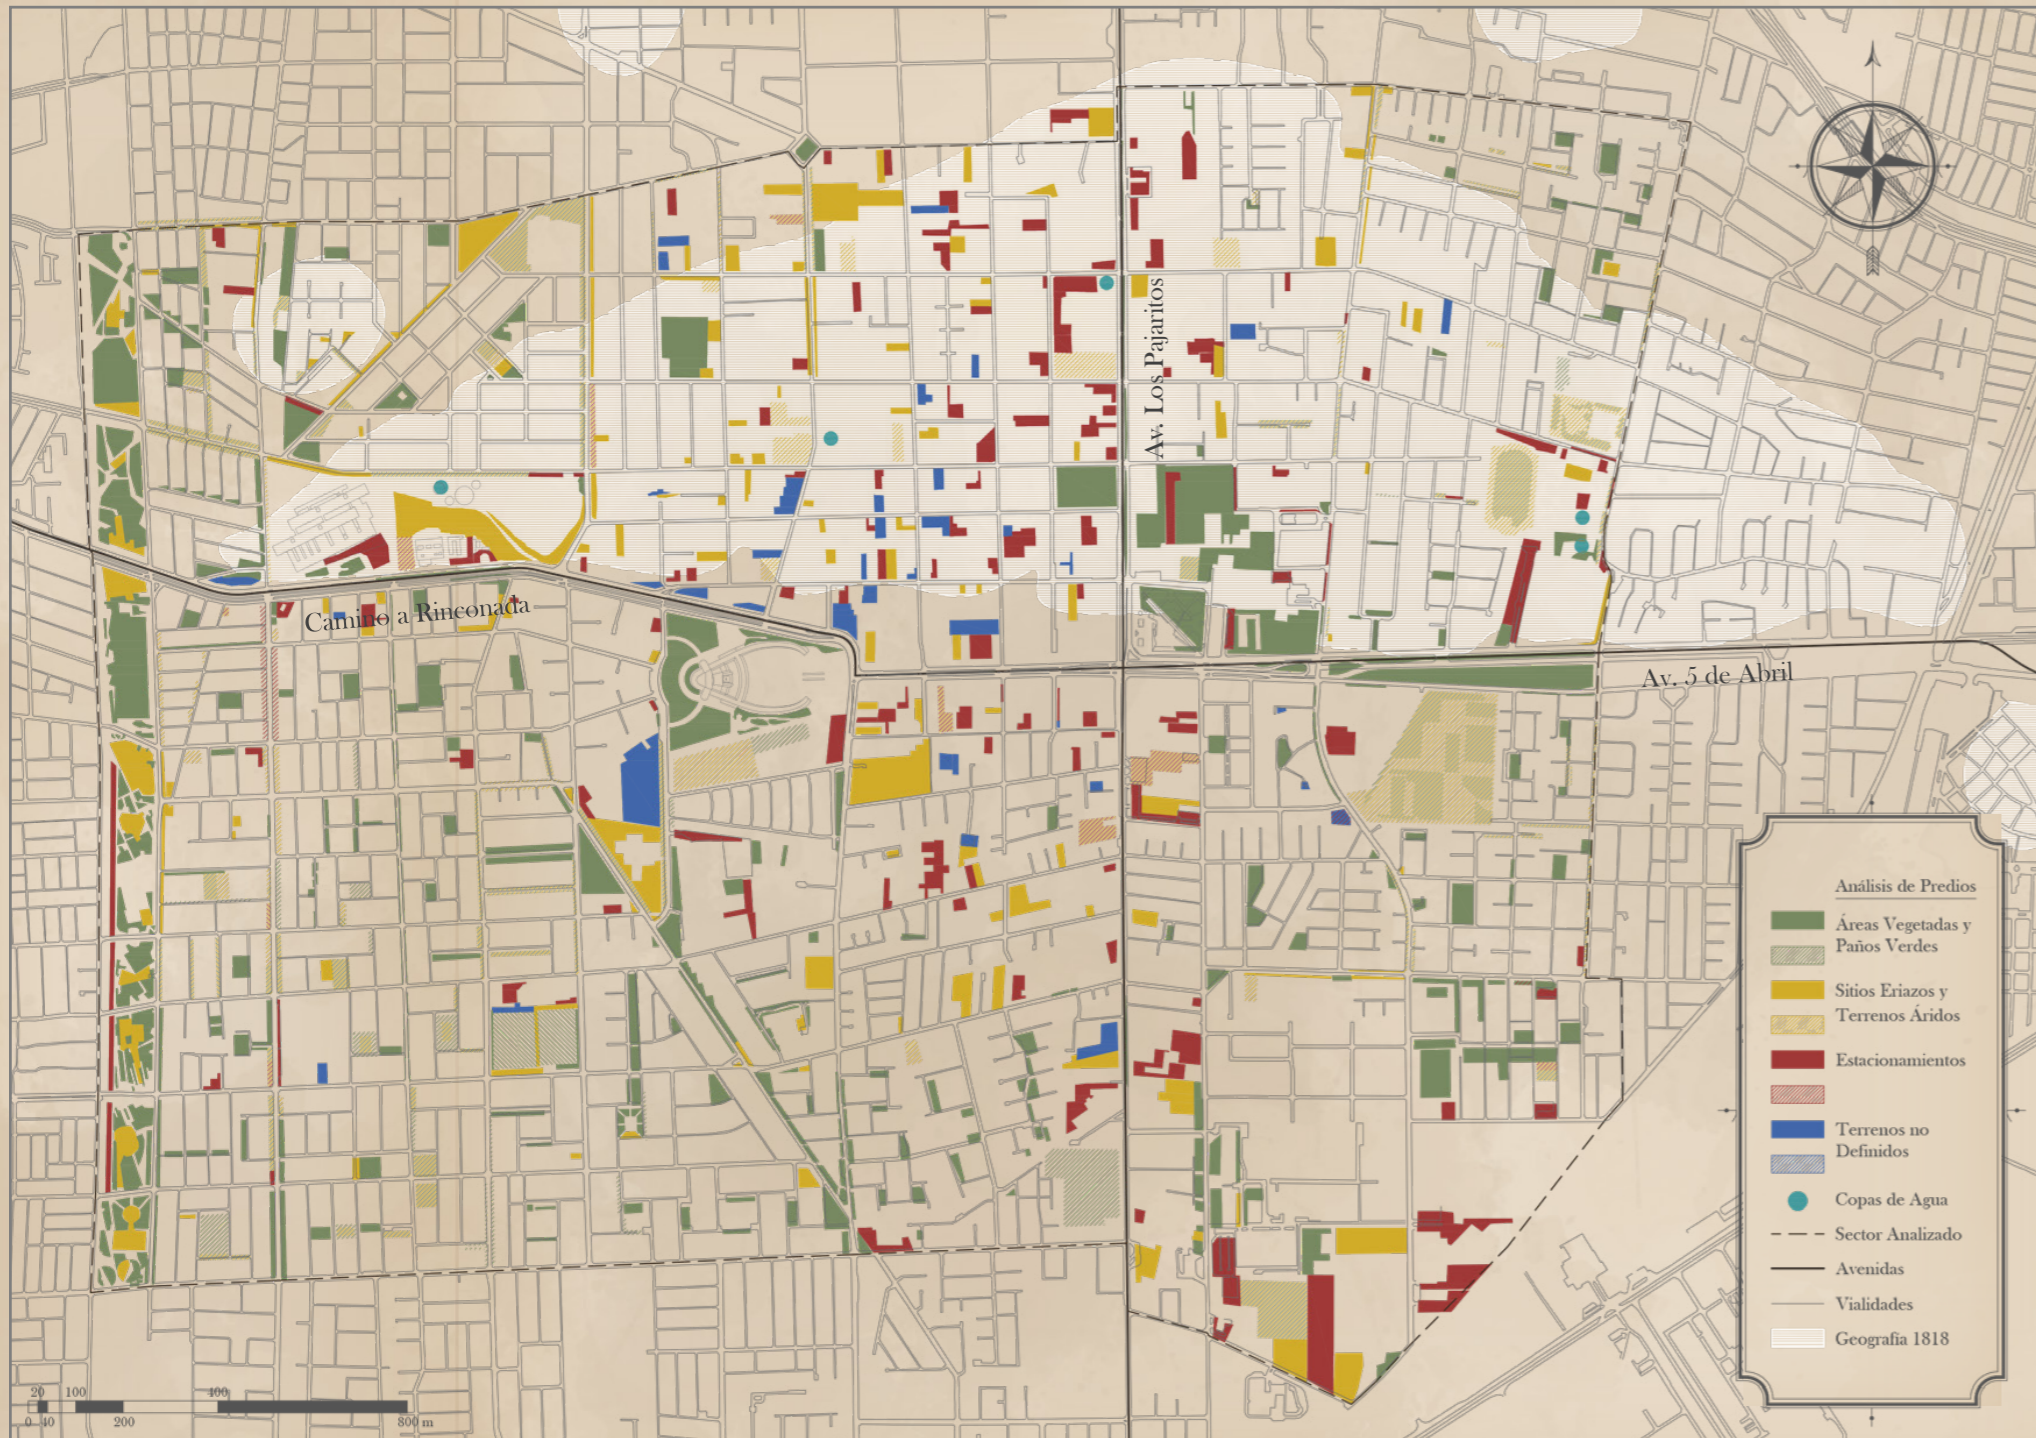 Av. Los Pajaritos
Camino a Rinconada
Av. 5 de Abril
Análisis de Predios
Áreas Vegetadas y
Paños Verdes
Sitios Eriazos y
Terrenos Áridos
Estacionamientos
Terrenos no
Definidos
Copas de Agua
Sector Analizado
Avenidas
Vialidades
Geografía 1818
20 100 400
0 40 200 800 m